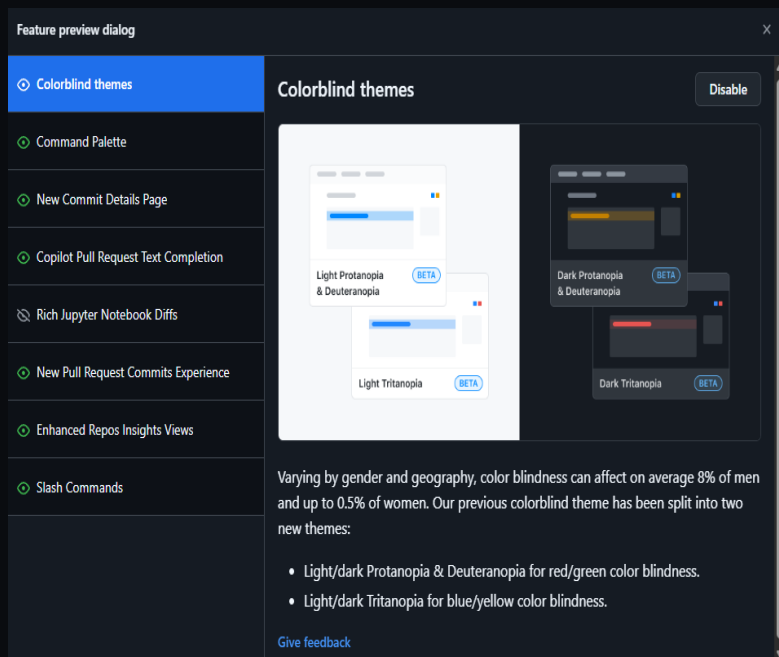 Feature preview dialog
Colorblind themes
Command Palette
New Commit Details Page
Copilot Pull Request Text Completion
Rich Jupyter Notebook Diffs
New Pull Request Commits Experience
Enhanced Repos Insights Views
Slash Commands
Colorblind themes
Disable
Light Protanopia
& Deuteranopia
BETA
Light Tritanopia
BETA
Dark Protanopia
& Deuteranopia
BETA
Dark Tritanopia
BETA
Varying by gender and geography, color blindness can affect on average 8% of men
and up to 0.5% of women. Our previous colorblind theme has been split into two
new themes:
• Light/dark Protanopia & Deuteranopia for red/green color blindness.
• Light/dark Tritanopia for blue/yellow color blindness.
Give feedback